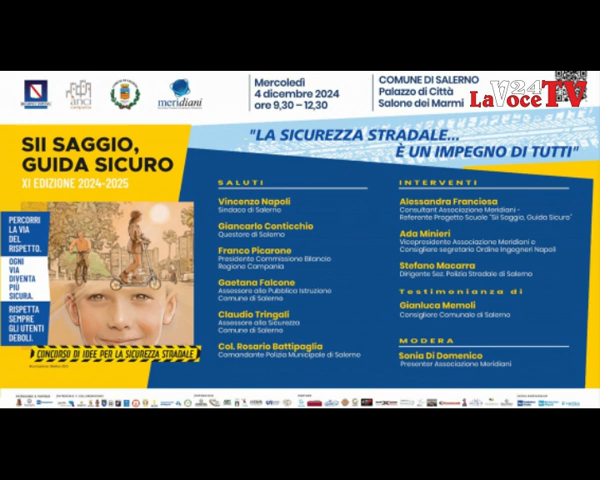 anci
meridiani
Mercoledì
4 dicembre 2024
ore 9,30 – 12,30
COMUNE DI SALERNO
Palazzo di Città
Salone dei Marmi
LA VOCE TV
24
SII SAGGIO,
GUIDA SICURO
XI EDIZIONE 2024-2025
"LA SICUREZZA STRADALE...
È UN IMPEGNO DI TUTTI"
PERCORRI
LA VIA
DEL
RISPETTO.
OGNI
VIA
DIVENTA
PIÙ
SICURA.
RISPETTA
SEMPRE
GLI UTENTI
DEBOLI.
CONCORSO DI IDEE PER LA SICUREZZA STRADALE
SALUTI
Vincenzo Napoli
Sindaco di Salerno
Giancarlo Conticchio
Questore di Salerno
Franco Picarone
Presidente Commissione Bilancio
Regione Campania
Gaetana Falcone
Assessore alla Pubblica Istruzione
Comune di Salerno
Claudio Tringali
Assessore alla Sicurezza
Comune di Salerno
Col. Rosario Battipaglia
Comandante Polizia Municipale di Salerno
INTERVENTI
Alessandra Franciosa
Consultant Associazione Meridiani -
Referente Progetto Scuole "Sii Saggio, Guida Sicuro"
Ada Minieri
Vicepresidente Associazione Meridiani e
Consigliere segretario Ordine Ingegneri Napoli
Stefano Macarra
Dirigente Sez. Polizia Stradale di Salerno
Testimonianza di
Gianluca Memoli
Consigliere Comunale di Salerno
MODERA
Sonia Di Domenico
Presenter Associazione Meridiani